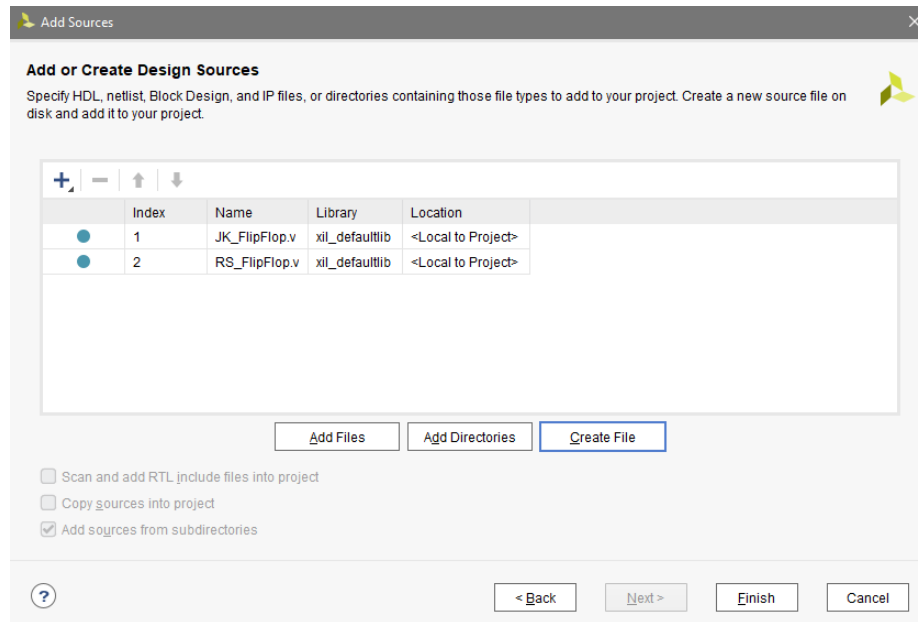 Add Sources
Add or Create Design Sources
Specify HDL, netlist, Block Design, and IP files, or directories containing those file types to add to your project. Create a new source file on
disk and add it to your project.
Index Name Library Location
1 JK_FlipFlop.v xil_defaultlib <Local to Project>
2 RS_FlipFlop.v xil_defaultlib <Local to Project>
Add Files Add Directories Create File
Scan and add RTL include files into project
Copy sources into project
Add sources from subdirectories
? < Back Next > Finish Cancel